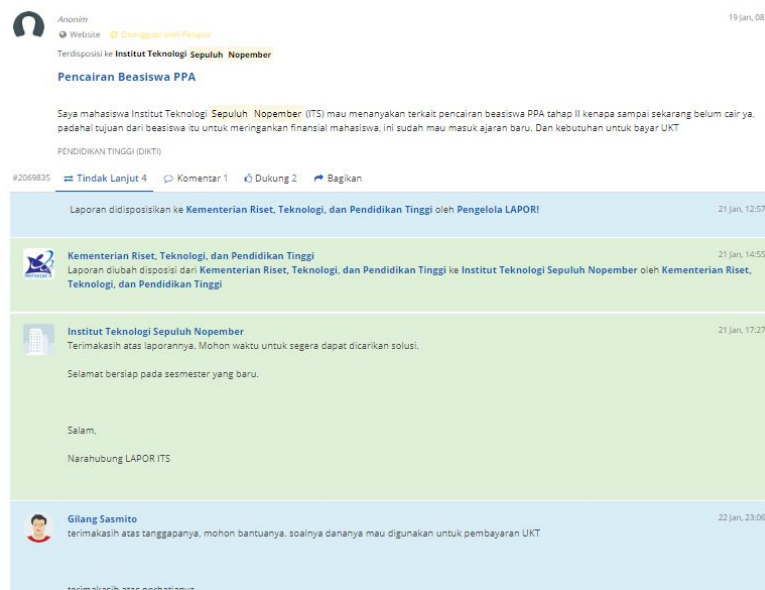 Anonim
19 Jan, 08
Website Ditanggapi oleh Pelapor
Terdisposisi ke Institut Teknologi Sepuluh Nopember
Pencairan Beasiswa PPA
Saya mahasiswa Institut Teknologi Sepuluh Nopember (ITS) mau menanyakan terkait pencairan beasiswa PPA tahap II kenapa sampai sekarang belum cair ya,
padahal tujuan dari beasiswa itu untuk meringankan finansial mahasiswa, ini sudah mau masuk ajaran baru. Dan kebutuhan untuk bayar UKT
PENDIDIKAN TINGGI (DIKTI)
#2069835 Tindak Lanjut 4 Komentar 1 Dukung 2 Bagikan
Laporan didisposisikan ke Kementerian Riset, Teknologi, dan Pendidikan Tinggi oleh Pengelola LAPOR!
21 Jan, 12:57
Kementerian Riset, Teknologi, dan Pendidikan Tinggi
21 Jan, 14:55
Laporan diubah disposisi dari Kementerian Riset, Teknologi, dan Pendidikan Tinggi ke Institut Teknologi Sepuluh Nopember oleh Kementerian Riset,
Teknologi, dan Pendidikan Tinggi
Institut Teknologi Sepuluh Nopember
21 Jan, 17:27
Terimakasih atas laporannya. Mohon waktu untuk segera dapat dicarikan solusi.
Selamat bersiap pada sesmester yang baru.
Salam,
Narahubung LAPOR ITS
Gilang Sasmito
22 Jan, 23:06
terimakasih atas tanggapanya, mohon bantuanya. soalnya dananya mau digunakan untuk pembayaran UKT
terimakasih atas perhatianya